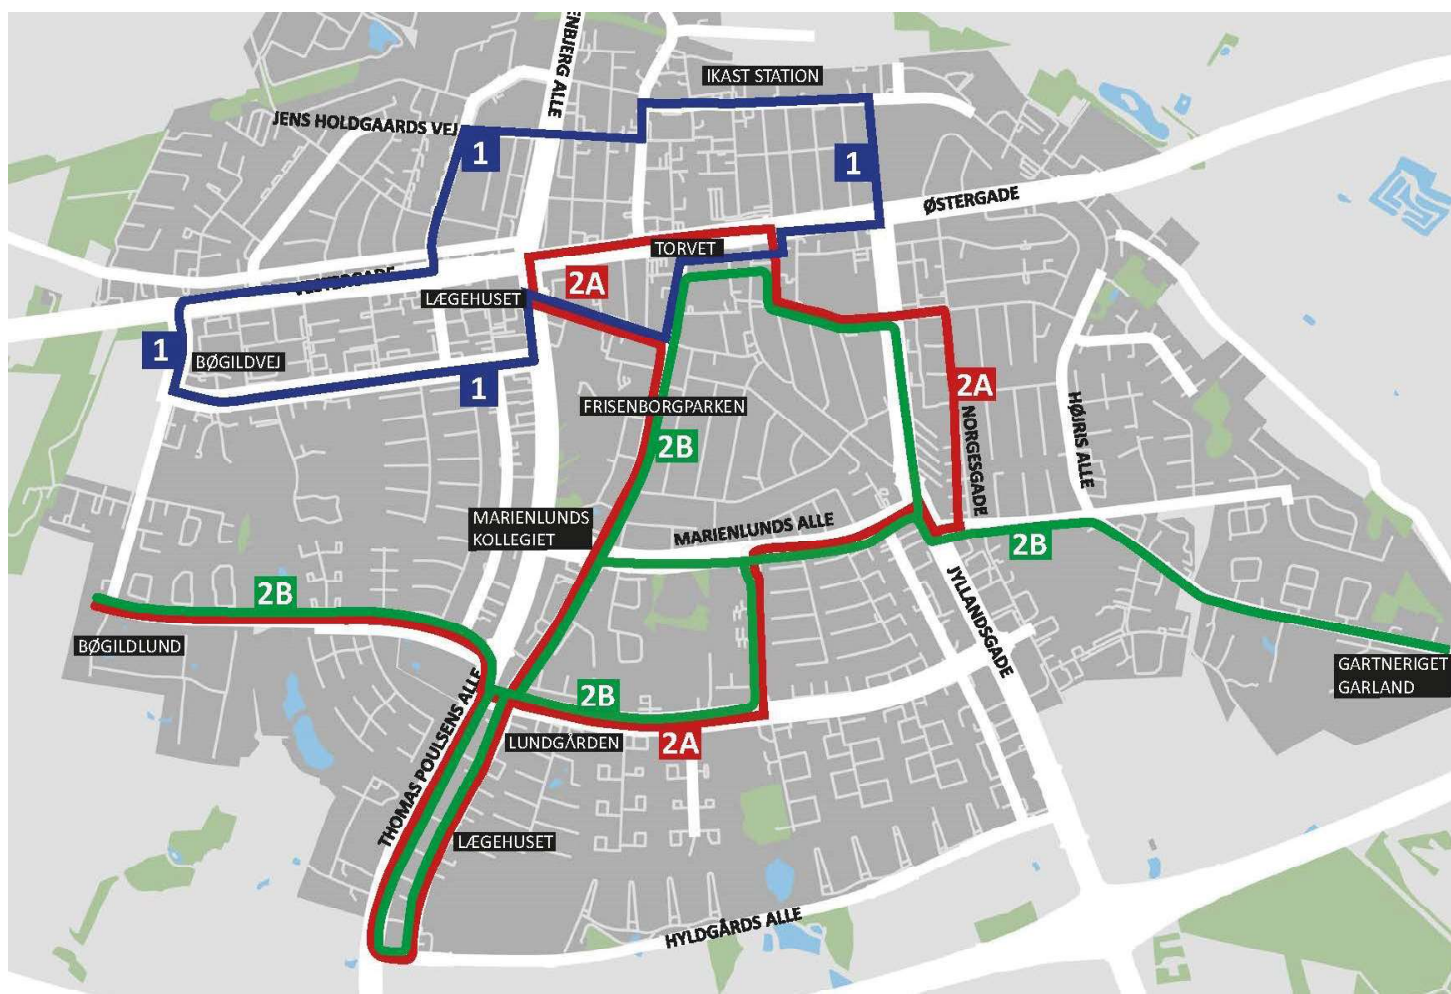 ENBJERG ALLE
IKAST STATION
JENS HOLDGAARDS VEJ
1
1
ØSTERGADE
TORVET
2A
LÆGEHUSET
1
BØGILDVEJ
1
FRISENBORGPARKEN
2A
2B
NORGESGADE
HØJRIS ALLE
MARIENLUNDS
KOLLEGIET
MARIENLUNDS ALLE
2B
2B
JYLLANDSGADE
BØGILDLUND
GARTNERIGET
GARLAND
2B
THOMAS POULSENS ALLE
LUNDGÅRDEN
2A
LÆGEHUSET
HYLDGÅRDS ALLE